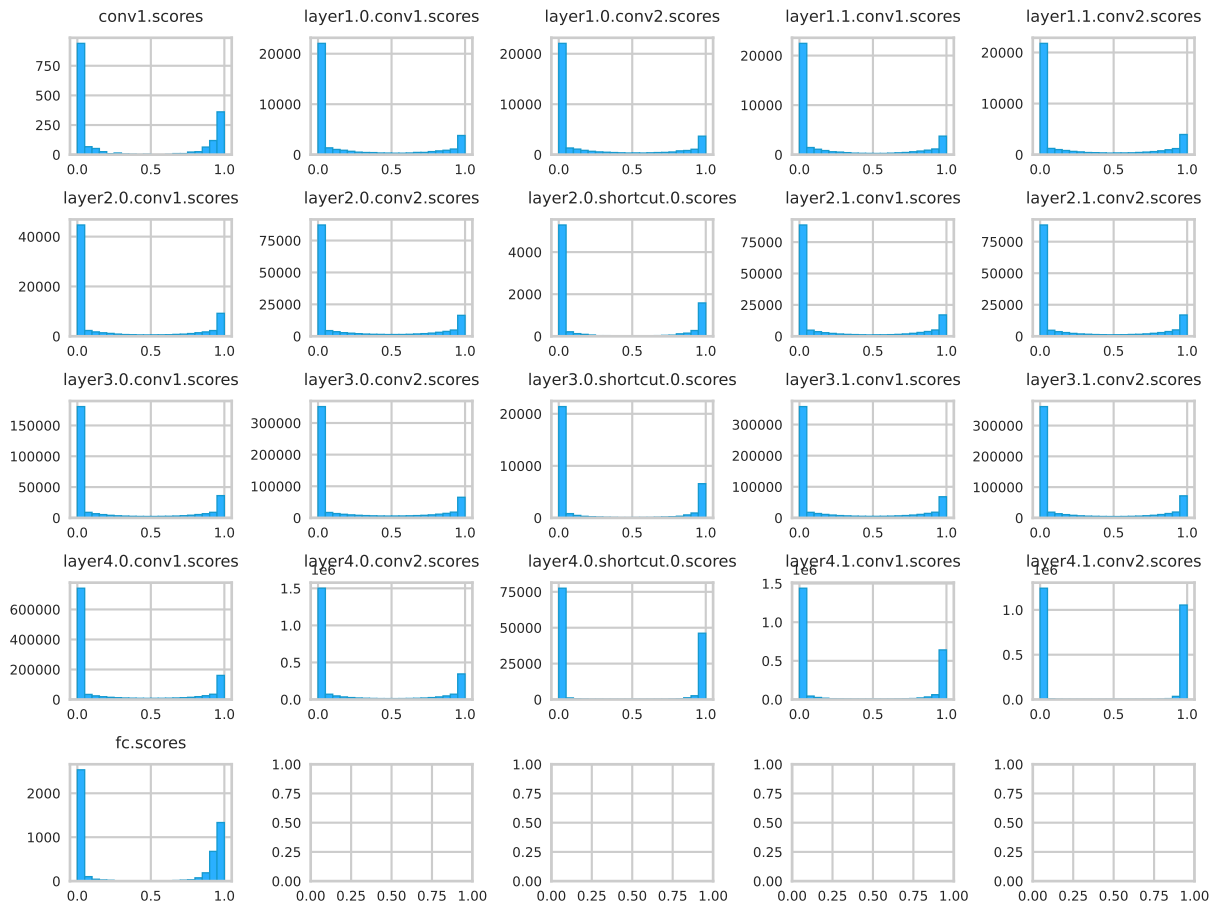 conv1.scores layer1.0.conv1.scores layer1.0.conv2.scores layer1.1.conv1.scores layer1.1.conv2.scores
750 500 250 0 20000 10000 0 20000 10000 0 20000 10000 0 20000 10000 0
0.0 0.5 1.0 0.0 0.5 1.0 0.0 0.5 1.0 0.0 0.5 1.0 0.0 0.5 1.0
layer2.0.conv1.scores layer2.0.conv2.scores layer2.0.shortcut.0.scores layer2.1.conv1.scores layer2.1.conv2.scores
40000 20000 0 75000 50000 25000 0 4000 2000 0 75000 50000 25000 0 75000 50000 25000 0
0.0 0.5 1.0 0.0 0.5 1.0 0.0 0.5 1.0 0.0 0.5 1.0 0.0 0.5 1.0
layer3.0.conv1.scores layer3.0.conv2.scores layer3.0.shortcut.0.scores layer3.1.conv1.scores layer3.1.conv2.scores
150000 100000 50000 0 300000 200000 100000 0 20000 10000 0 300000 200000 100000 0 300000 200000 100000 0
0.0 0.5 1.0 0.0 0.5 1.0 0.0 0.5 1.0 0.0 0.5 1.0 0.0 0.5 1.0
layer4.0.conv1.scores layer4.0.conv2.scores layer4.0.shortcut.0.scores layer4.1.conv1.scores layer4.1.conv2.scores
1e6 1e6 1e6
600000 400000 200000 0 1.5 1.0 0.5 0.0 75000 50000 25000 0 1.5 1.0 0.5 0.0 1.0 0.5 0.0
0.0 0.5 1.0 0.0 0.5 1.0 0.0 0.5 1.0 0.0 0.5 1.0 0.0 0.5 1.0
fc.scores
2000 1000 0 1.00 0.75 0.50 0.25 0.00 1.00 0.75 0.50 0.25 0.00 1.00 0.75 0.50 0.25 0.00 1.00 0.75 0.50 0.25 0.00
0.0 0.5 1.0 0.00 0.25 0.50 0.75 1.00 0.00 0.25 0.50 0.75 1.00 0.00 0.25 0.50 0.75 1.00 0.00 0.25 0.50 0.75 1.00